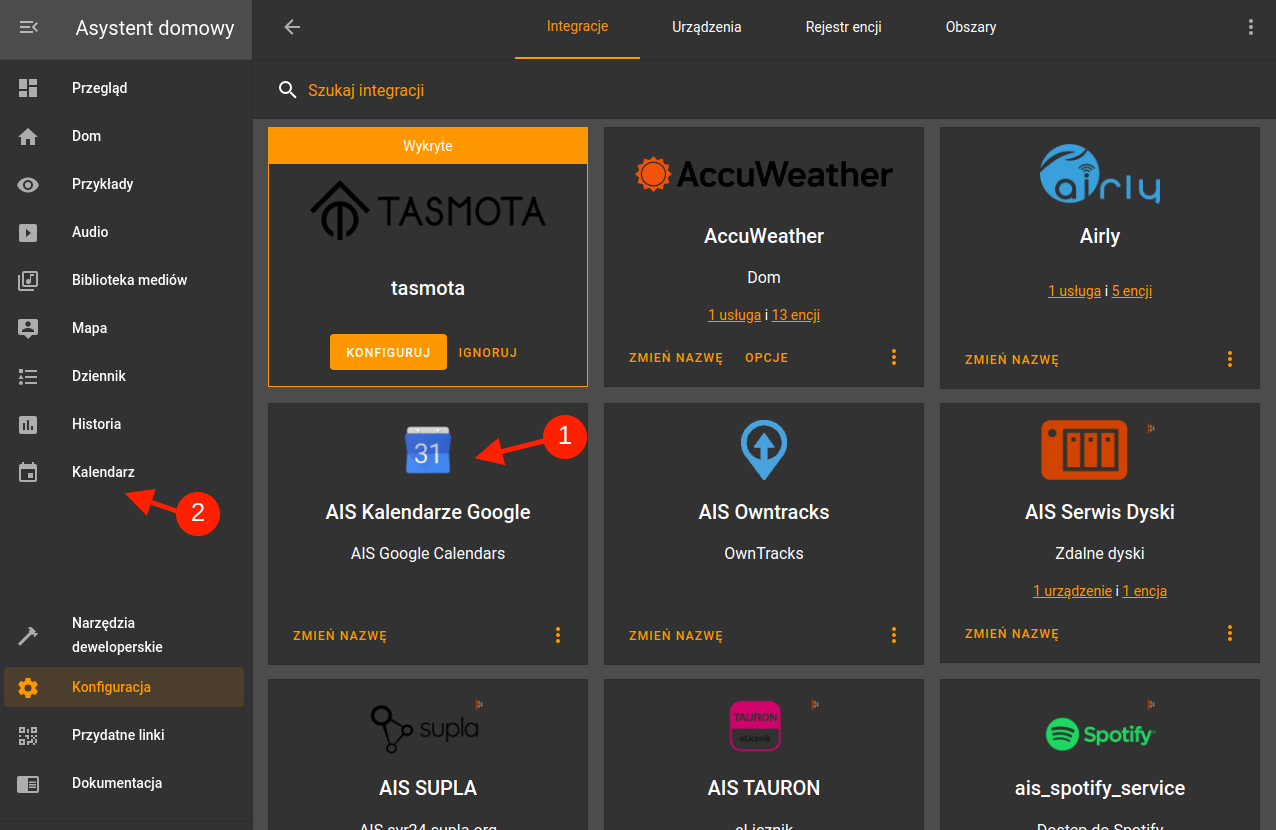 Asystent domowy
Przegląd
Dom
Przykłady
Audio
Biblioteka mediów
Mapa
Dziennik
Historia
Kalendarz
2
Narzędzia
deweloperskie
Konfiguracja
Przydatne linki
Dokumentacja
Integracje
Urządzenia
Rejestr encji
Obszary
Szukaj integracji
Wykryte
TASMOTA
tasmota
KONFIGURUJ
IGNORUJ
AccuWeather
AccuWeather
Dom
1 usługa i 13 encji
ZMIEŃ NAZWĘ
OPCJE
airly
Airly
1 usługa i 5 encji
ZMIEŃ NAZWĘ
31
1
AIS Kalendarze Google
AIS Google Calendars
ZMIEŃ NAZWĘ
AIS Owntracks
OwnTracks
ZMIEŃ NAZWĘ
AIS Serwis Dyski
Zdalne dyski
1 urządzenie i 1 encja
ZMIEŃ NAZWĘ
supla
AIS SUPLA
AIS svr24.supla.org
TAURON
eLicznik
AIS TAURON
eLicznik
Spotify
ais_spotify_service
Dostęp do Spotify